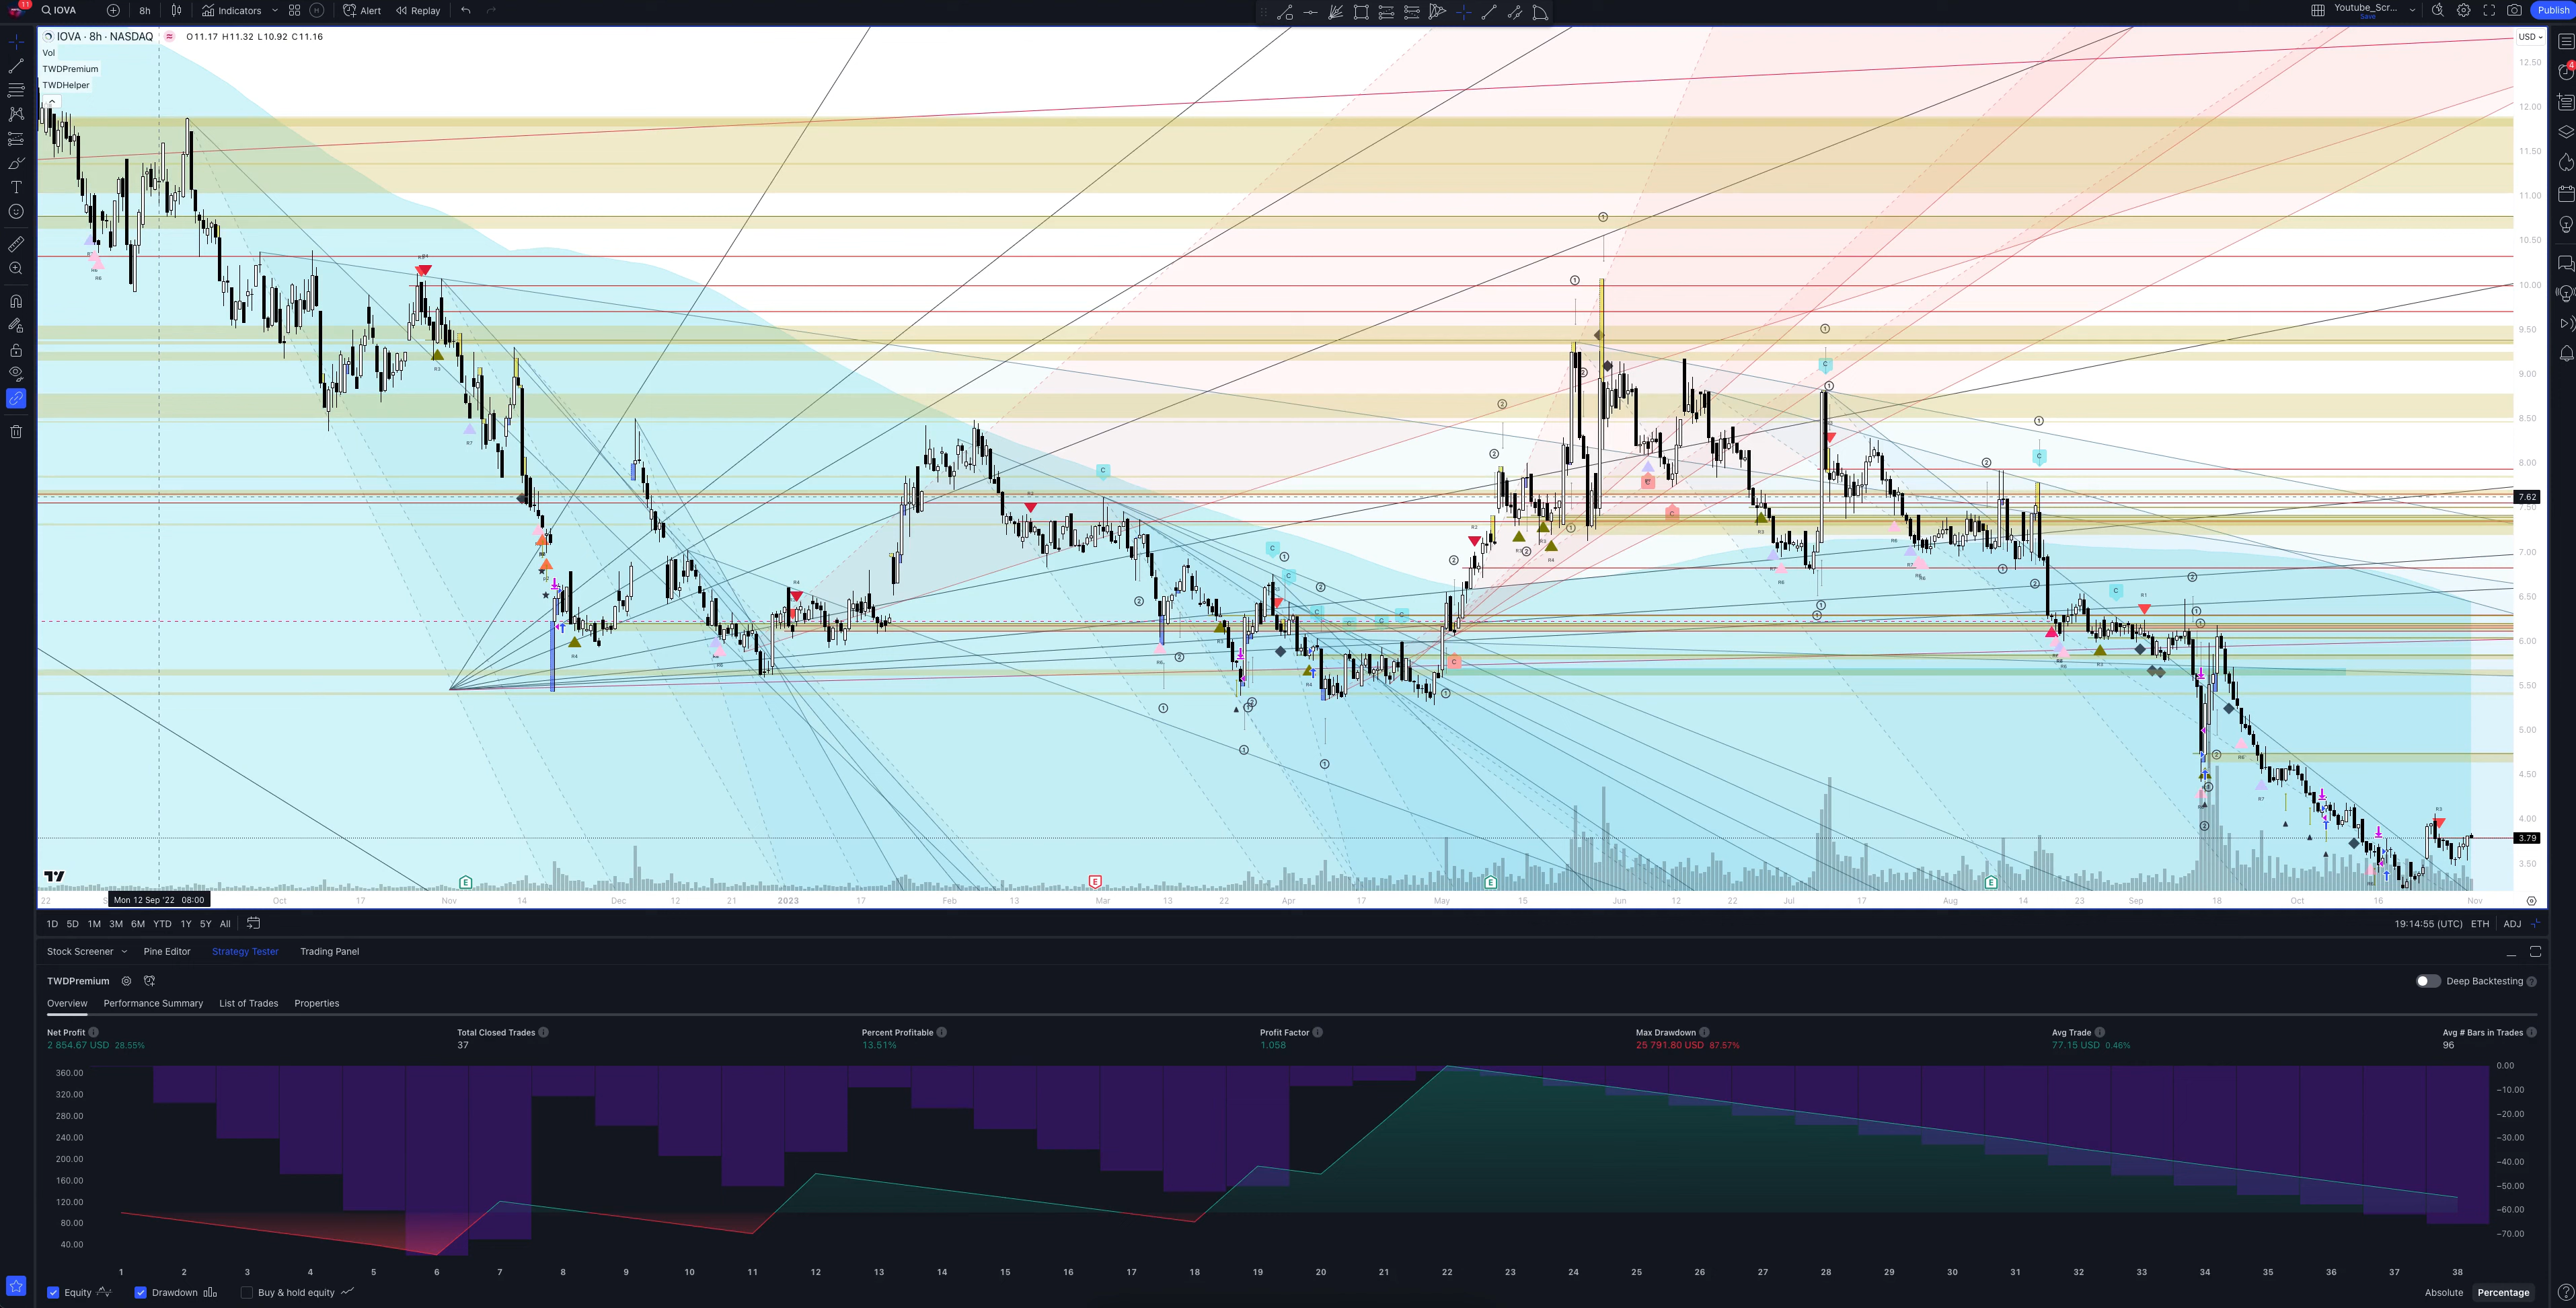 11
IOVA
8h
Indicators
Alert
Replay
Youtube_Scr...
Save
Publish
IOVA · 8h · NASDAQ O11.17 H11.32 L10.92 C11.16
USD
Vol
TWDPremium
TWDHelper
12.50
12.00
11.50
11.00
10.50
10.00
9.50
9.00
8.50
8.00
7.62
7.50
7.00
6.50
6.00
5.50
5.00
4.50
4.00
3.79
3.50
22
Mon 12 Sep '22 08:00
Oct 17 Nov 14 Dec 12 21 2023 17 Feb 13 Mar 13 22 Apr 17 May 15 Jun 12 22 Jul 17 Aug 14 23 Sep 18 Oct 16 Nov
1D 5D 1M 3M 6M YTD 1Y 5Y All
19:14:55 (UTC) ETH ADJ
Stock Screener Pine Editor Strategy Tester Trading Panel
TWDPremium
Deep Backtesting
Overview Performance Summary List of Trades Properties
Net Profit Total Closed Trades Percent Profitable Profit Factor Max Drawdown Avg Trade Avg # Bars in Trades
2 854.67 USD 28.55% 37 13.51% 1.058 25 791.80 USD 87.57% 77.15 USD 0.46% 96
360.00
320.00
280.00
240.00
200.00
160.00
120.00
80.00
40.00
0.00
−10.00
−20.00
−30.00
−40.00
−50.00
−60.00
−70.00
1 2 3 4 5 6 7 8 9 10 11 12 13 14 15 16 17 18 19 20 21 22 23 24 25 26 27 28 29 30 31 32 33 34 35 36 37 38
Equity Drawdown Buy & hold equity
Absolute Percentage